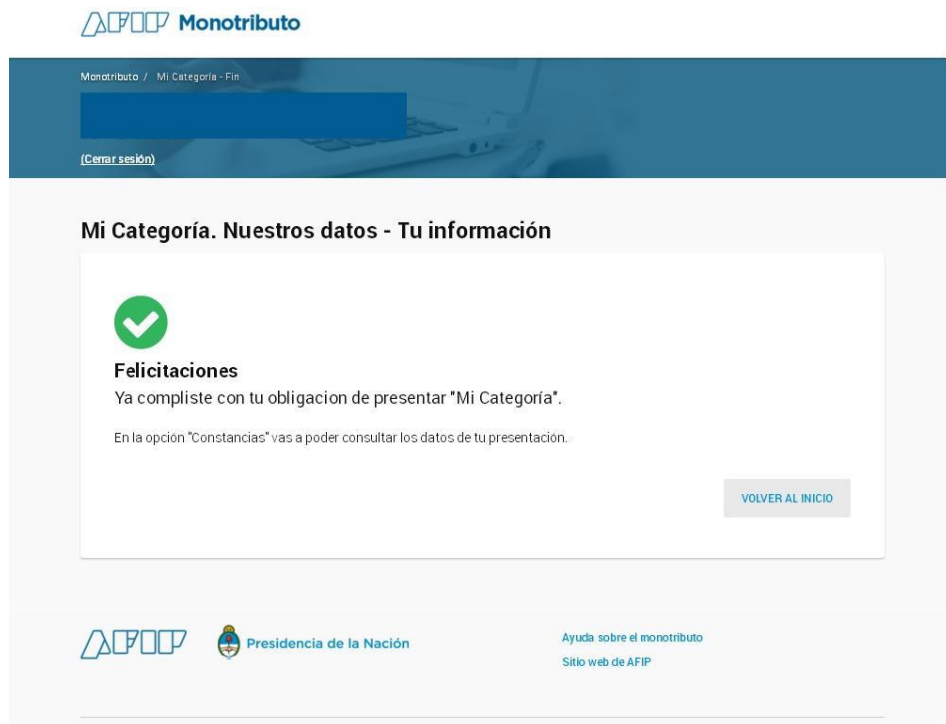 AFIP Monotributo
Monotributo / Mi Categoría - Fin
(Cerrar sesión)
Mi Categoría. Nuestros datos - Tu información
Felicitaciones
Ya compliste con tu obligacion de presentar "Mi Categoría".
En la opción "Constancias" vas a poder consultar los datos de tu presentación.
VOLVER AL INICIO
AFIP
Presidencia de la Nación
Ayuda sobre el monotributo
Sitio web de AFIP